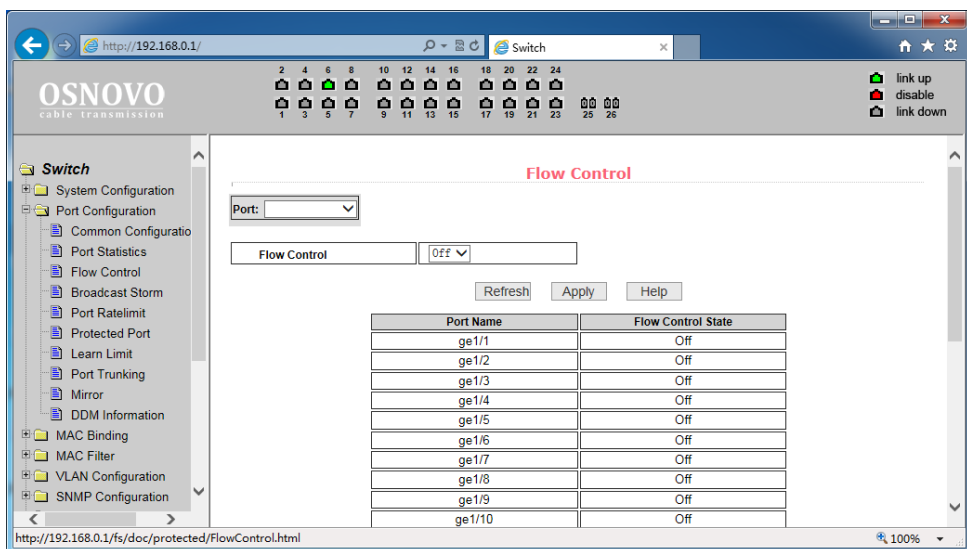 http://192.168.0.1/
Switch
OSNOVO
cable transmission
2 4 6 8 10 12 14 16 18 20 22 24
1 3 5 7 9 11 13 15 17 19 21 23 25 26
link up
disable
link down
Switch
System Configuration
Port Configuration
Common Configuratio
Port Statistics
Flow Control
Broadcast Storm
Port Ratelimit
Protected Port
Learn Limit
Port Trunking
Mirror
DDM Information
MAC Binding
MAC Filter
VLAN Configuration
SNMP Configuration
Flow Control
Port:
Flow Control Off
Refresh Apply Help
Port Name Flow Control State
ge1/1 Off
ge1/2 Off
ge1/3 Off
ge1/4 Off
ge1/5 Off
ge1/6 Off
ge1/7 Off
ge1/8 Off
ge1/9 Off
ge1/10 Off
http://192.168.0.1/fs/doc/protected/FlowControl.html
100%